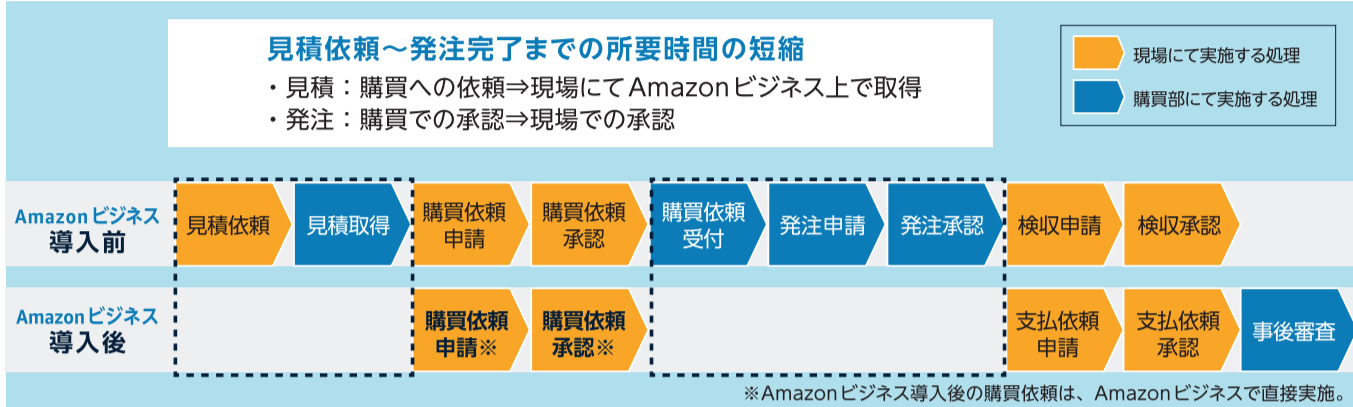 見積依頼～発注完了までの所要時間の短縮
・見積：購買への依頼⇒現場にてAmazonビジネス上で取得
・発注：購買での承認⇒現場での承認
現場にて実施する処理
購買部にて実施する処理
Amazonビジネス
導入前
見積依頼
見積取得
購買依頼
申請
購買依頼
承認
購買依頼
受付
発注申請
発注承認
検収申請
検収承認
Amazonビジネス
導入後
購買依頼
申請※
購買依頼
承認※
支払依頼
申請
支払依頼
承認
事後審査
※Amazonビジネス導入後の購買依頼は、Amazonビジネスで直接実施。